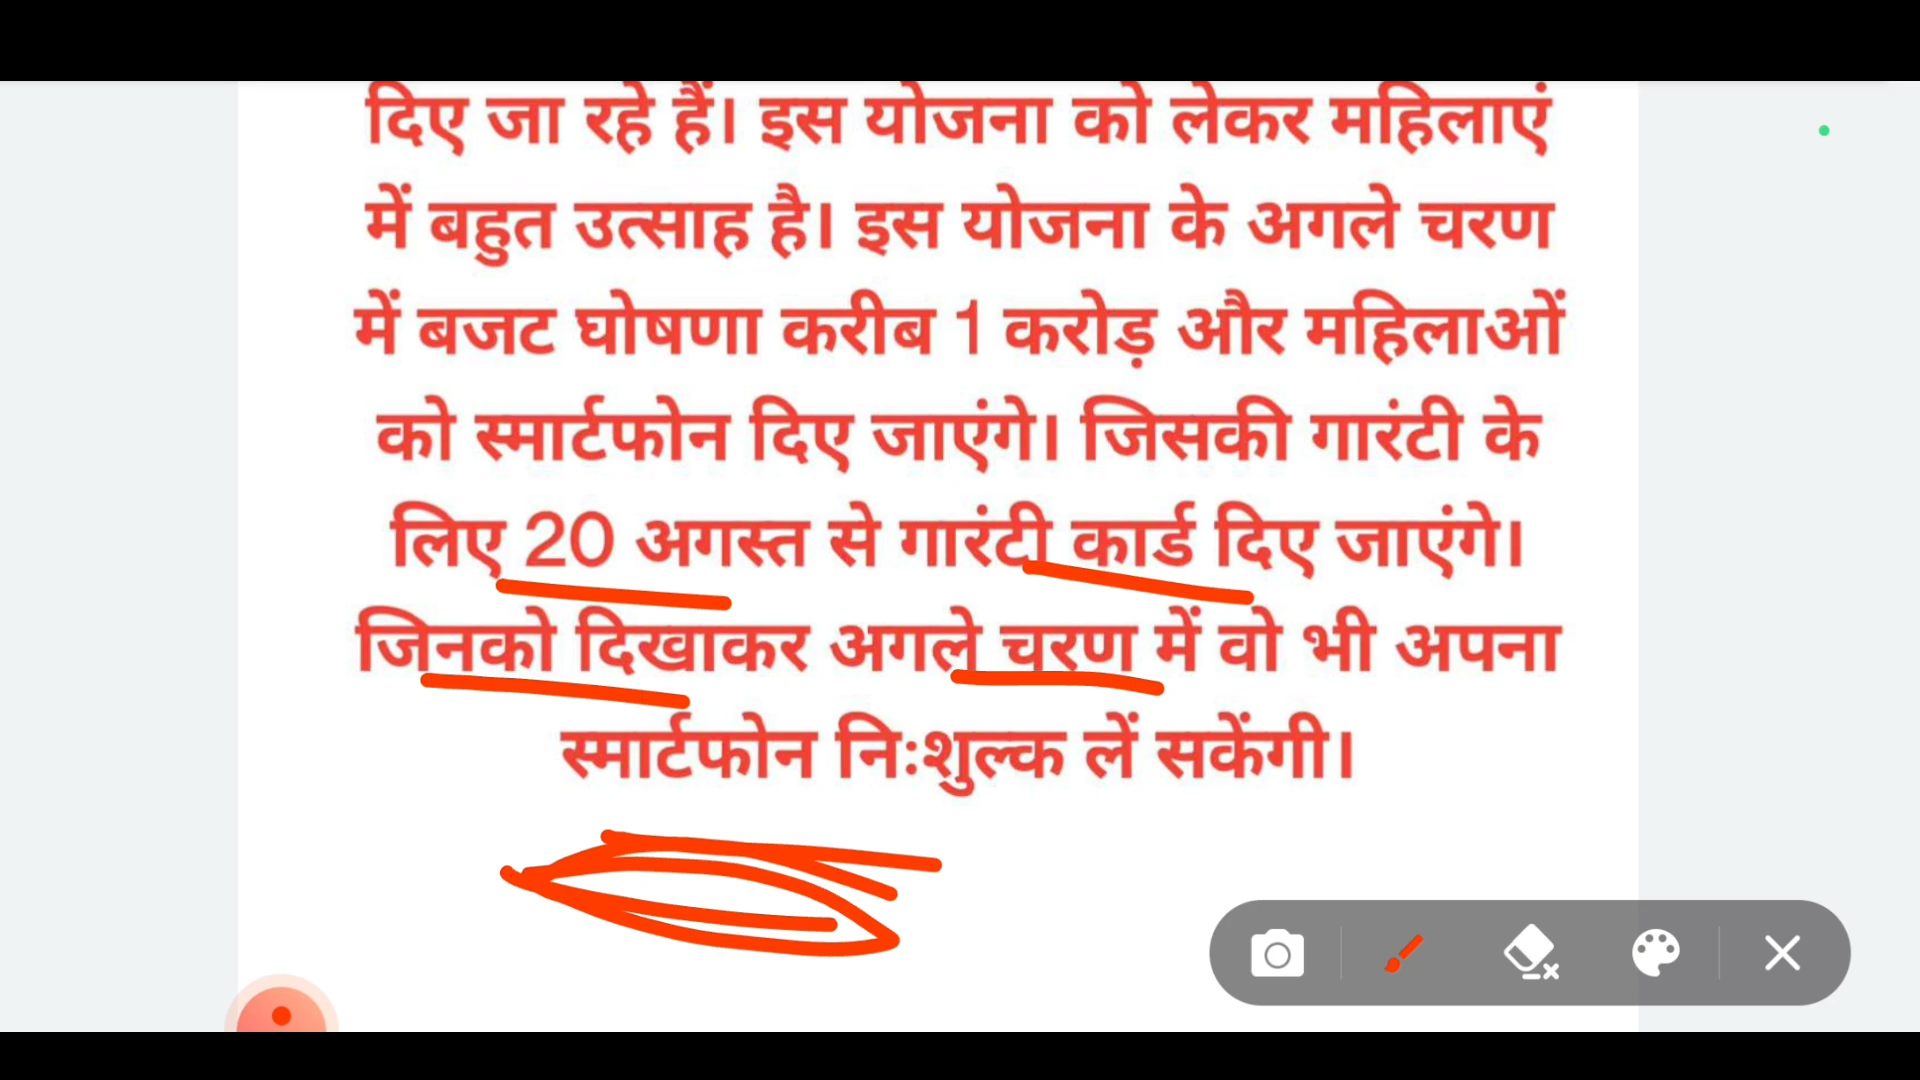 दिए जा रहे हैं। इस योजना को लेकर महिलाएं
में बहुत उत्साह है। इस योजना के अगले चरण
में बजट घोषणा करीब 1 करोड़ और महिलाओं
को स्मार्टफोन दिए जाएंगे। जिसकी गारंटी के
लिए 20 अगस्त से गारंटी कार्ड दिए जाएंगे।
जिनको दिखाकर अगले चरण में वो भी अपना
स्मार्टफोन निःशुल्क लें सकेंगी।